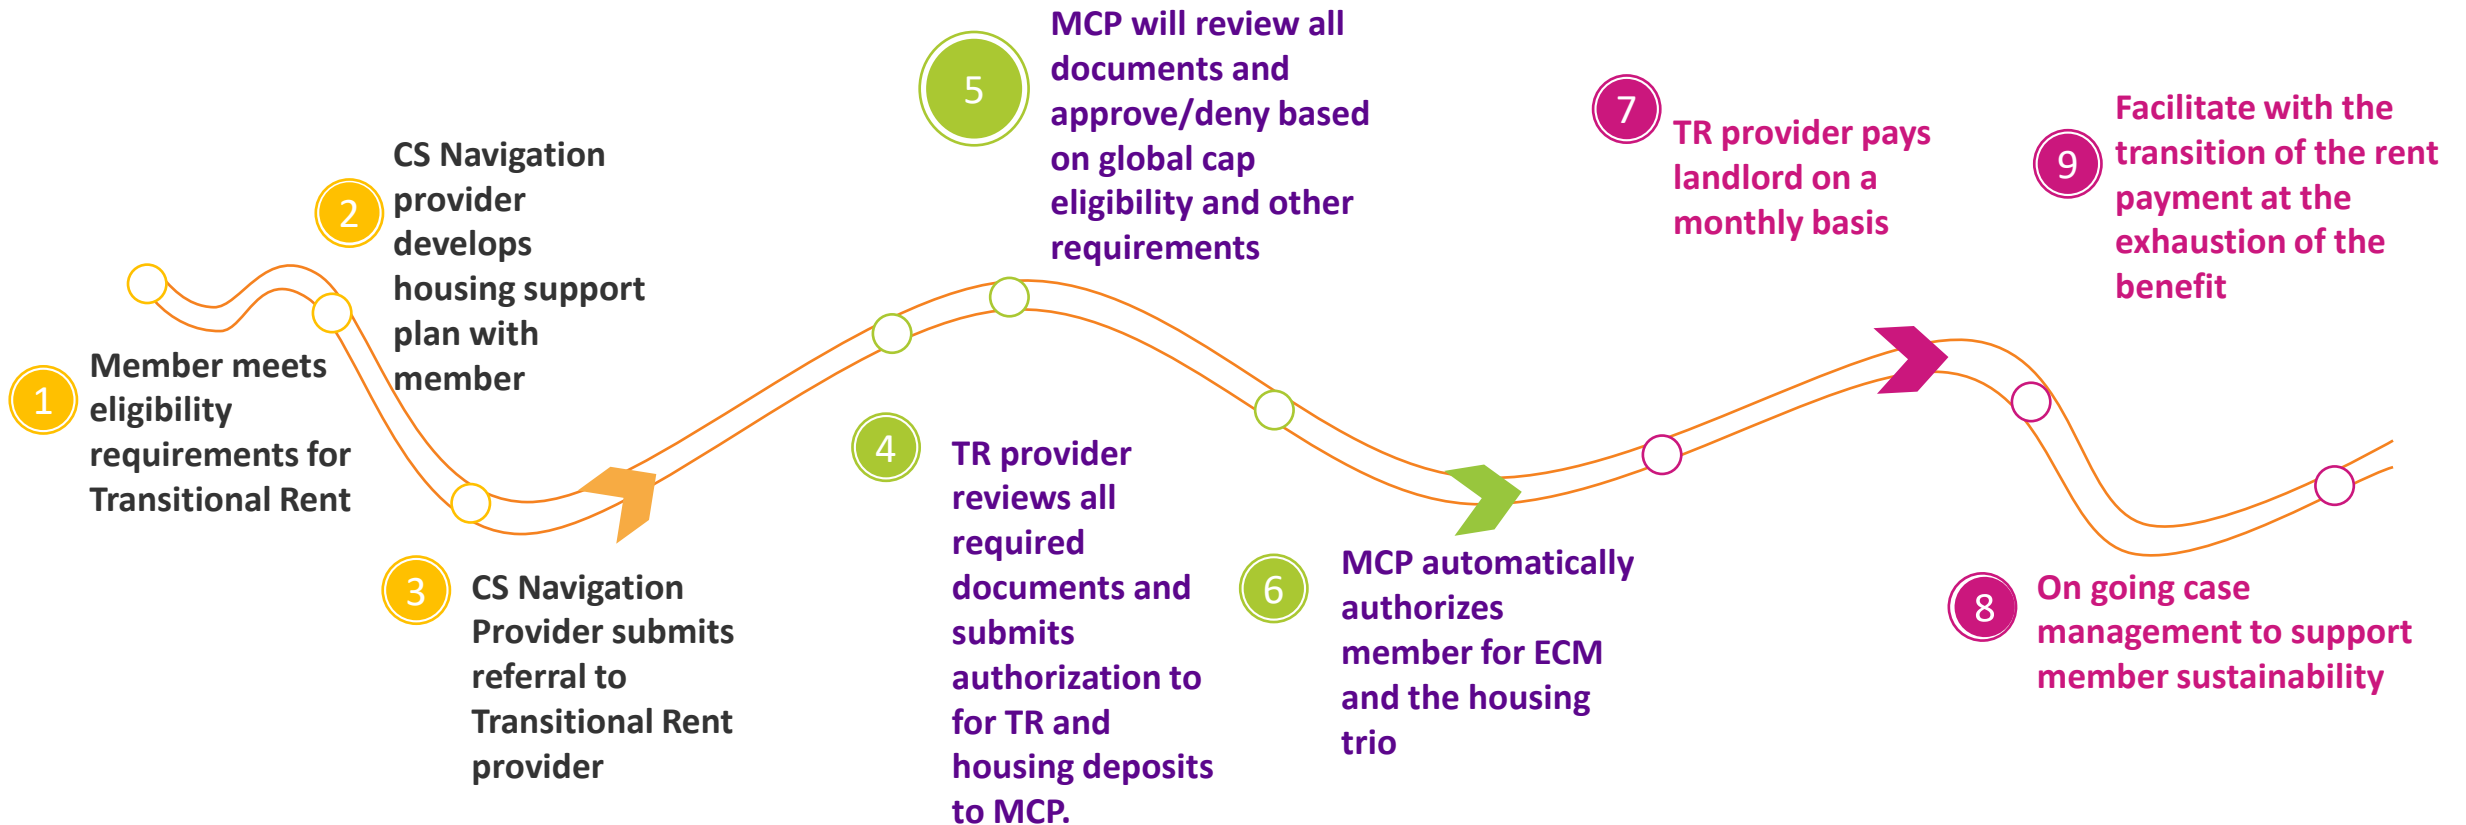 1
Member meets
eligibility
requirements for
Transitional Rent
2
CS Navigation
provider
develops
housing support
plan with
member
3
CS Navigation
Provider submits
referral to
Transitional Rent
provider
4
TR provider
reviews all
required
documents and
submits
authorization to
for TR and
housing deposits
to MCP.
5
MCP will review all
documents and
approve/deny based
on global cap
eligibility and other
requirements
6
MCP automatically
authorizes
member for ECM
and the housing
trio
7
TR provider pays
landlord on a
monthly basis
8
On going case
management to support
member sustainability
9
Facilitate with the
transition of the rent
payment at the
exhaustion of the
benefit